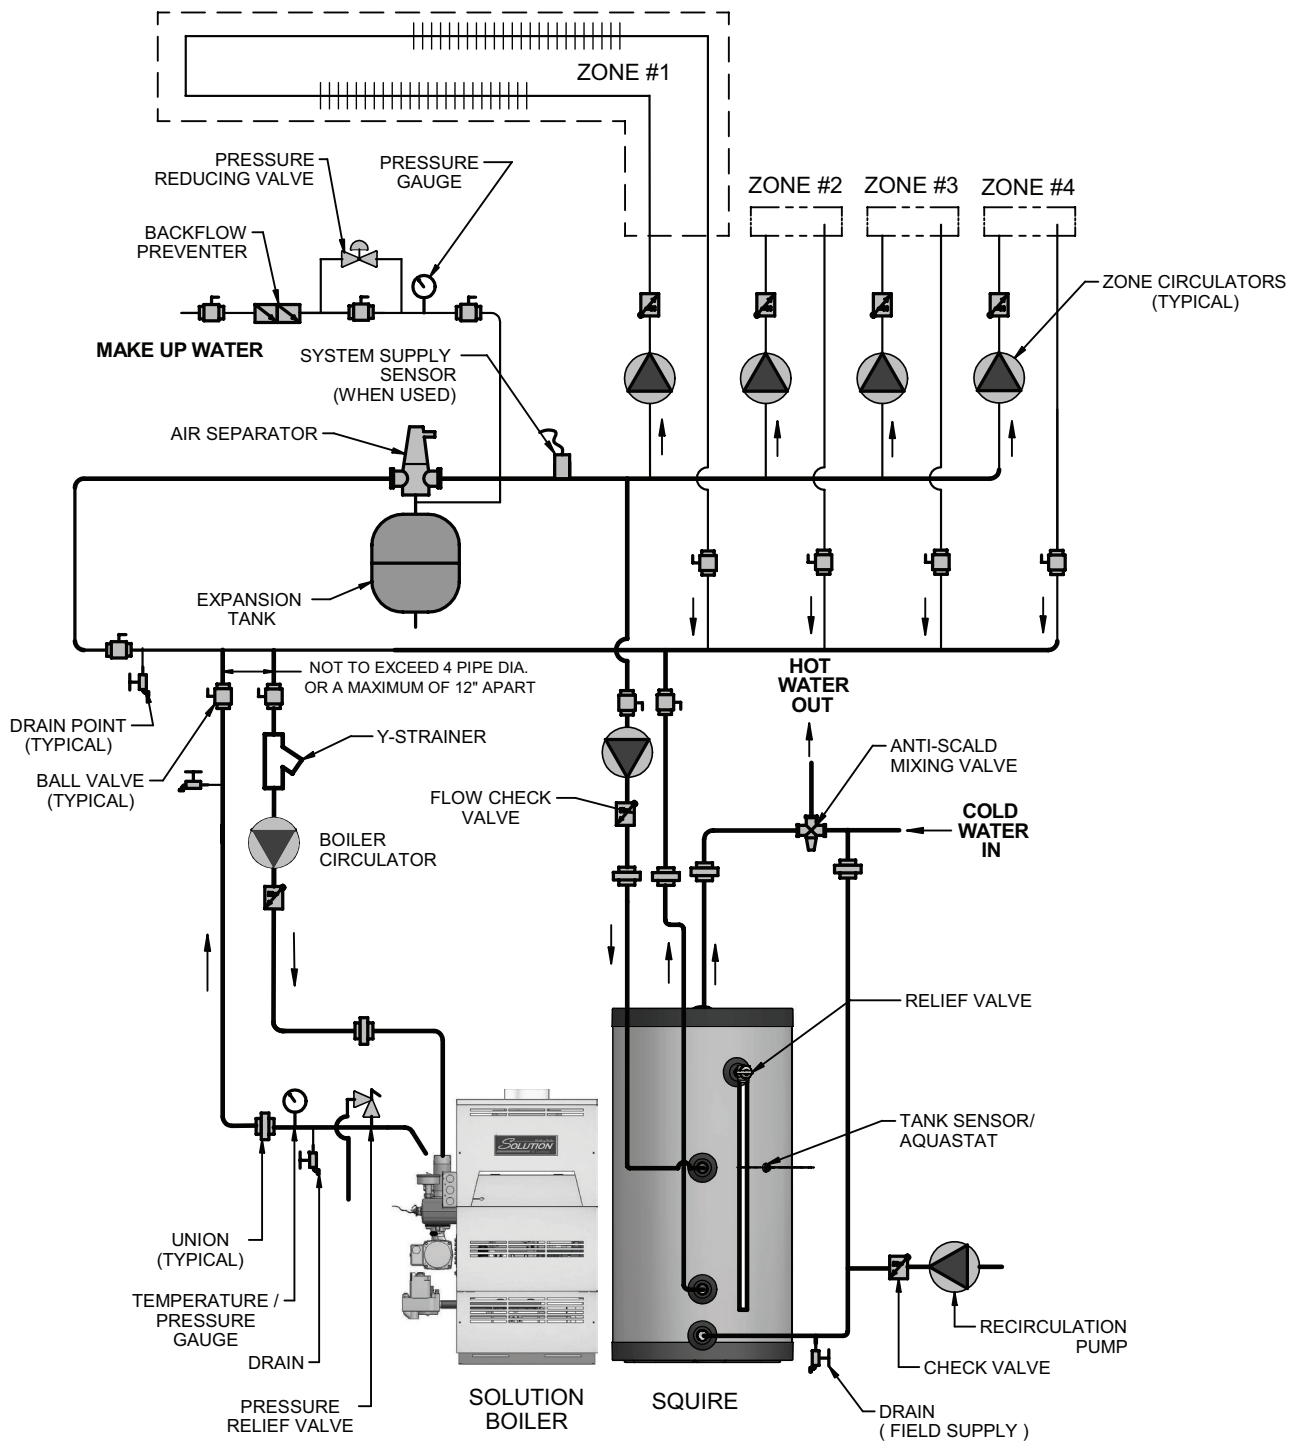 ZONE #1
PRESSURE
REDUCING VALVE
PRESSURE
GAUGE
ZONE #2
ZONE #3
ZONE #4
BACKFLOW
PREVENTER
ZONE CIRCULATORS
(TYPICAL)
MAKE UP WATER
SYSTEM SUPPLY
SENSOR
(WHEN USED)
AIR SEPARATOR
EXPANSION
TANK
NOT TO EXCEED 4 PIPE DIA.
OR A MAXIMUM OF 12" APART
HOT
WATER
OUT
DRAIN POINT
(TYPICAL)
Y-STRAINER
ANTI-SCALD
MIXING VALVE
BALL VALVE
(TYPICAL)
FLOW CHECK
VALVE
COLD
WATER
IN
BOILER
CIRCULATOR
RELIEF VALVE
TANK SENSOR/
AQUASTAT
SOLUTION
UNION
(TYPICAL)
TEMPERATURE /
PRESSURE
GAUGE
DRAIN
PRESSURE
RELIEF VALVE
SOLUTION
BOILER
SQUIRE
RECIRCULATION
PUMP
CHECK VALVE
DRAIN
( FIELD SUPPLY )